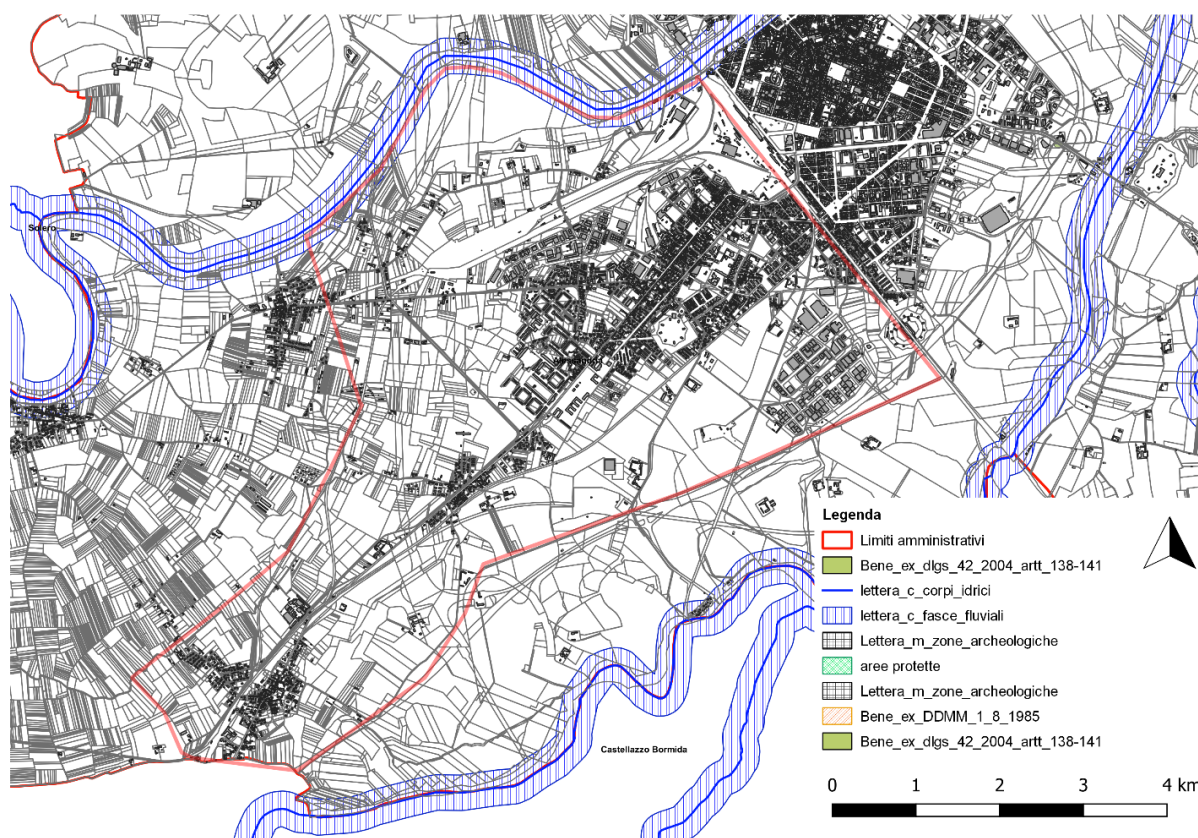 Solero
Castellazzo Bormida
Legenda
Limiti amministrativi
Bene_ex_dlgs_42_2004_artt_138-141
lettera_c_corpi_idrici
lettera_c_fasce_fluviali
Lettera_m_zone_archeologiche
aree protette
Lettera_m_zone_archeologiche
Bene_ex_DDMM_1_8_1985
Bene_ex_dlgs_42_2004_artt_138-141
0 1 2 3 4 km